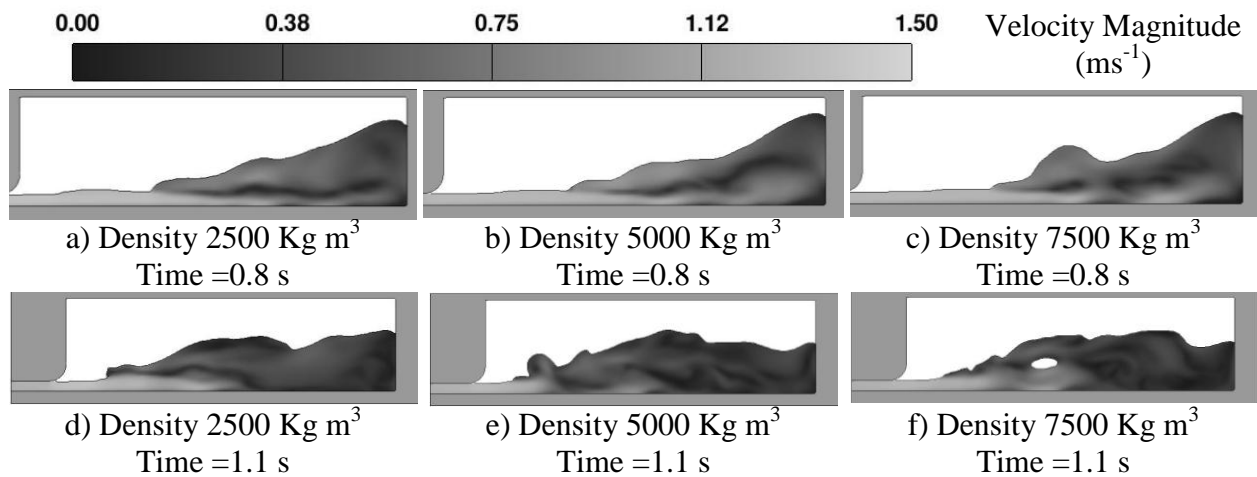 0.00 0.38 0.75 1.12 1.50 Velocity Magnitude
(ms⁻¹)
a) Density 2500 Kg m³ b) Density 5000 Kg m³ c) Density 7500 Kg m³
Time =0.8 s Time =0.8 s Time =0.8 s
d) Density 2500 Kg m³ e) Density 5000 Kg m³ f) Density 7500 Kg m³
Time =1.1 s Time =1.1 s Time =1.1 s